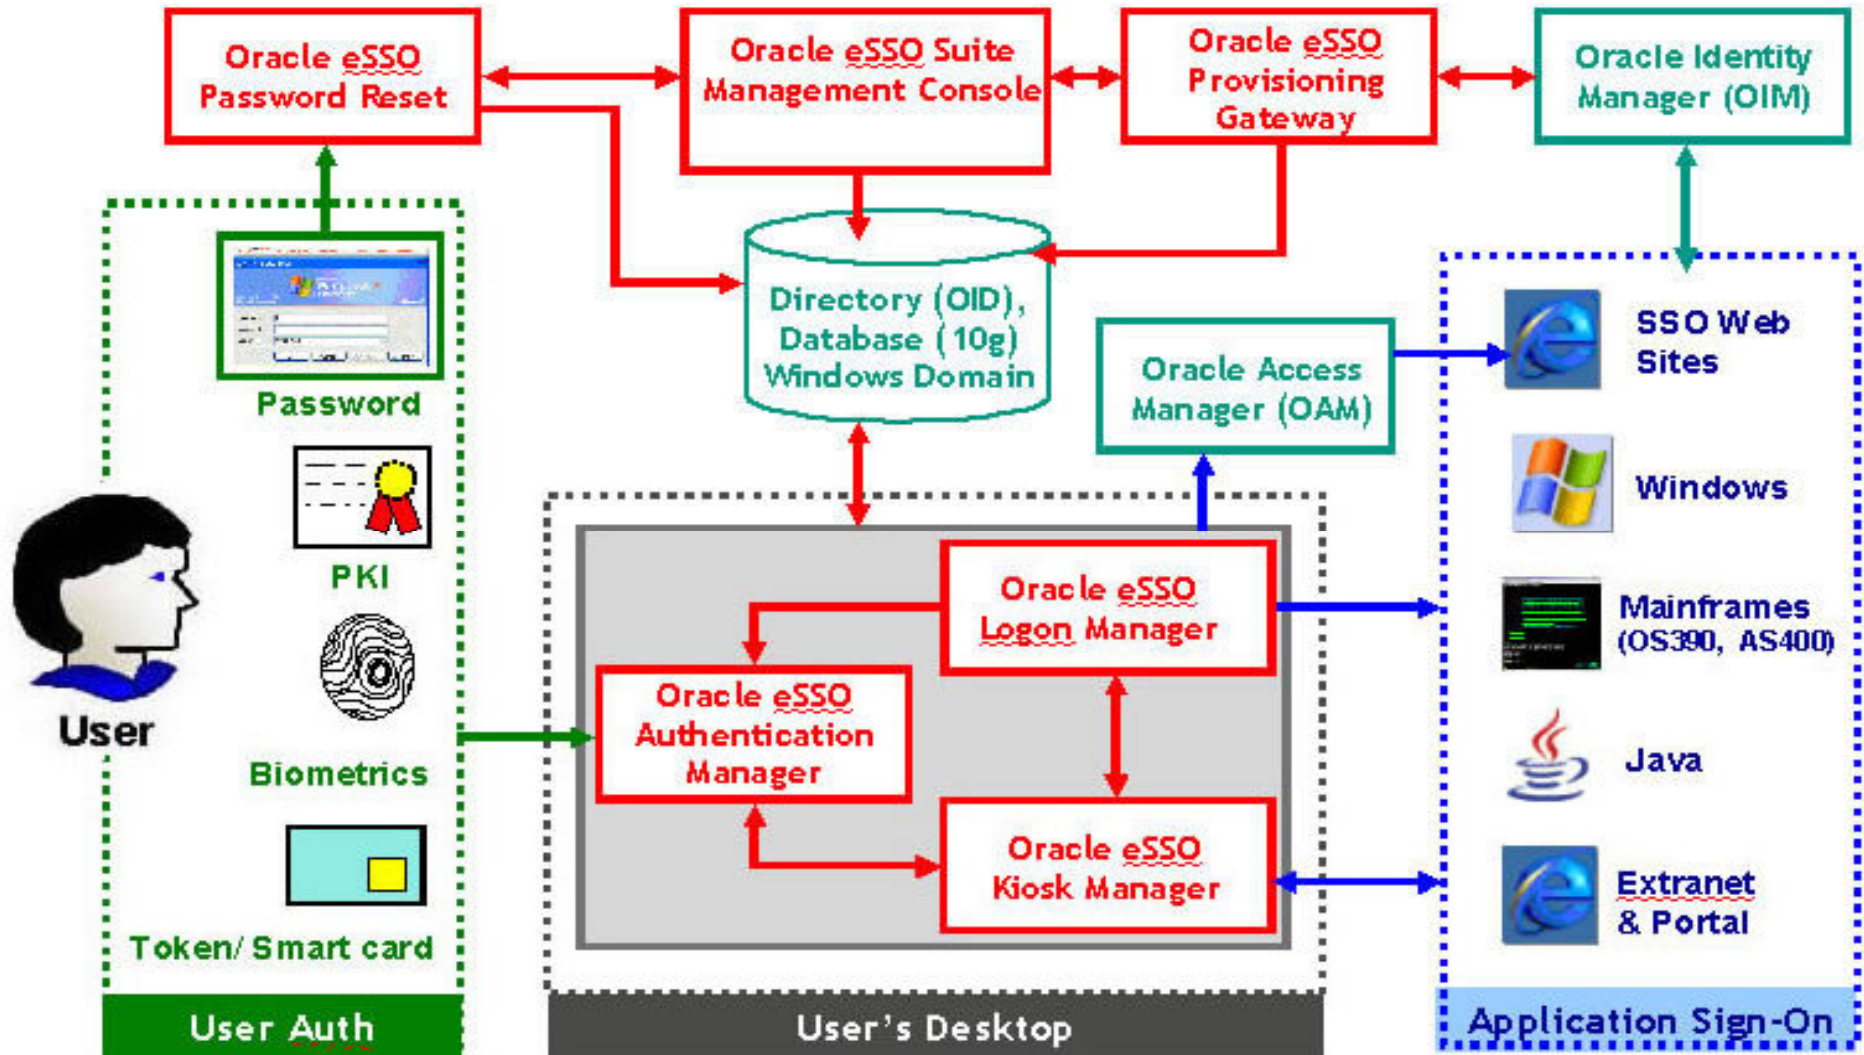 Oracle eSSO
Password Reset
Oracle eSSO Suite
Management Console
Oracle eSSO
Provisioning
Gateway
Oracle Identity
Manager (OIM)
Directory (OID),
Database (10g)
Windows Domain
Oracle Access
Manager (OAM)
Password
PKI
Biometrics
Token/ Smart card
User
User Auth
Oracle eSSO
Logon Manager
Oracle eSSO
Authentication
Manager
Oracle eSSO
Kiosk Manager
User's Desktop
SSO Web
Sites
Windows
Mainframes
(OS390, AS400)
Java
Extranet
& Portal
Application Sign-On